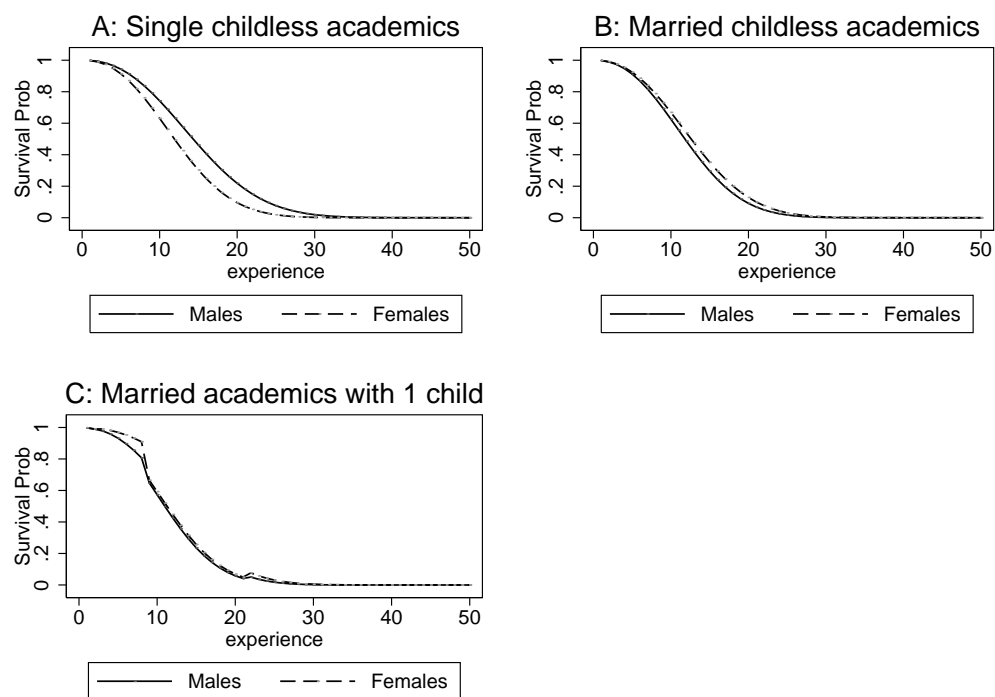 A: Single childless academics
Survival Prob
0 .2 .4 .6 .8 1
0 10 20 30 40 50
experience
Males Females
B: Married childless academics
Survival Prob
0 .2 .4 .6 .8 1
0 10 20 30 40 50
experience
Males Females
C: Married academics with 1 child
Survival Prob
0 .2 .4 .6 .8 1
0 10 20 30 40 50
experience
Males Females